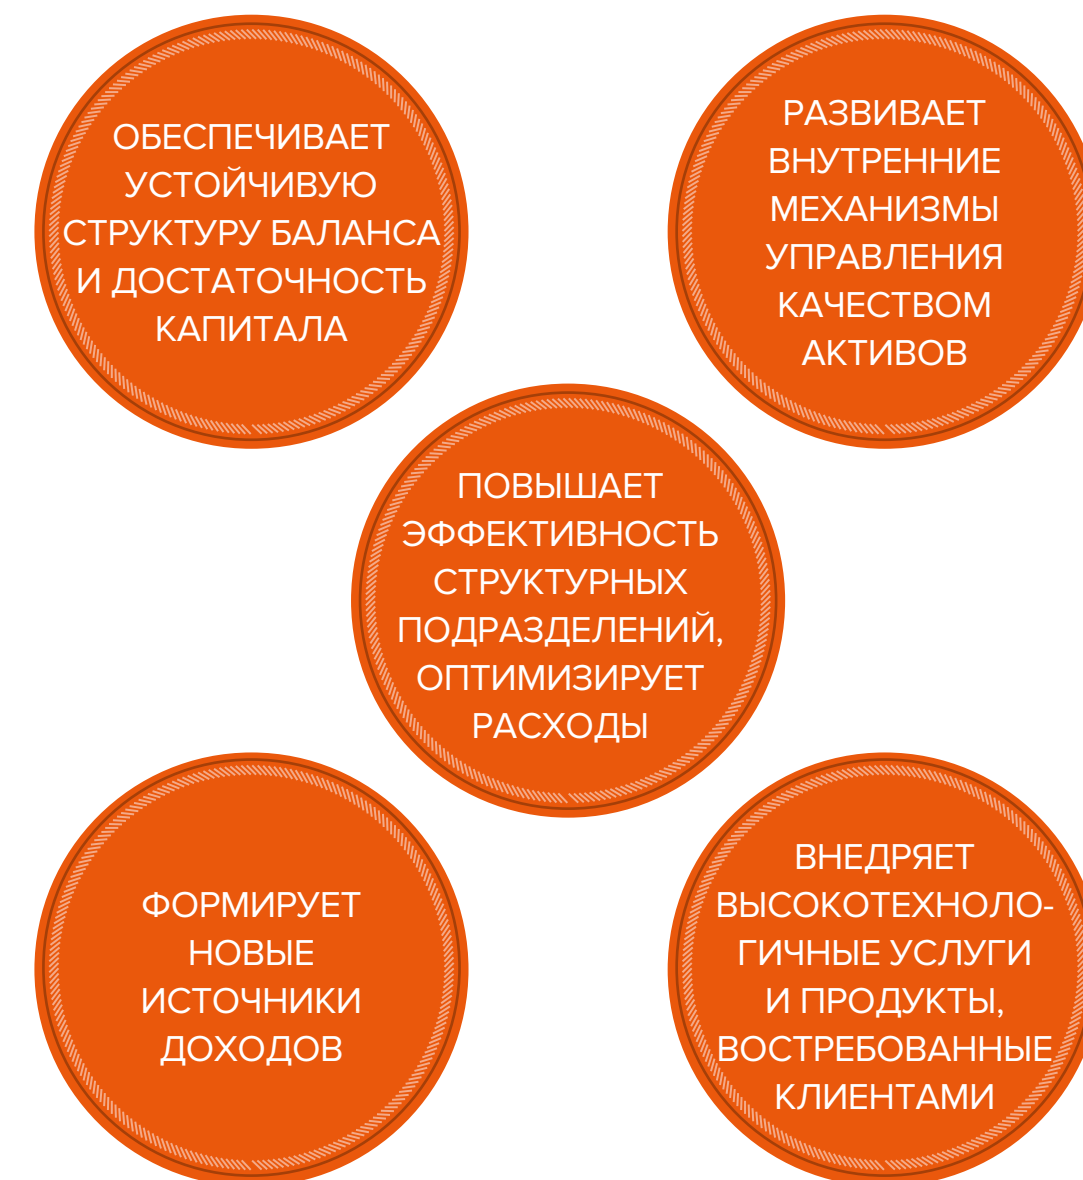 ОБЕСПЕЧИВАЕТ
УСТОЙЧИВУЮ
СТРУКТУРУ БАЛАНСА
И ДОСТАТОЧНОСТЬ
КАПИТАЛА
РАЗВИВАЕТ
ВНУТРЕННИЕ
МЕХАНИЗМЫ
УПРАВЛЕНИЯ
КАЧЕСТВОМ
АКТИВОВ
ПОВЫШАЕТ
ЭФФЕКТИВНОСТЬ
СТРУКТУРНЫХ
ПОДРАЗДЕЛЕНИЙ,
ОПТИМИЗИРУЕТ
РАСХОДЫ
ФОРМИРУЕТ
НОВЫЕ
ИСТОЧНИКИ
ДОХОДОВ
ВНЕДРЯЕТ
ВЫСОКОТЕХНОЛО-
ГИЧНЫЕ УСЛУГИ
И ПРОДУКТЫ,
ВОСТРЕБОВАННЫЕ
КЛИЕНТАМИ